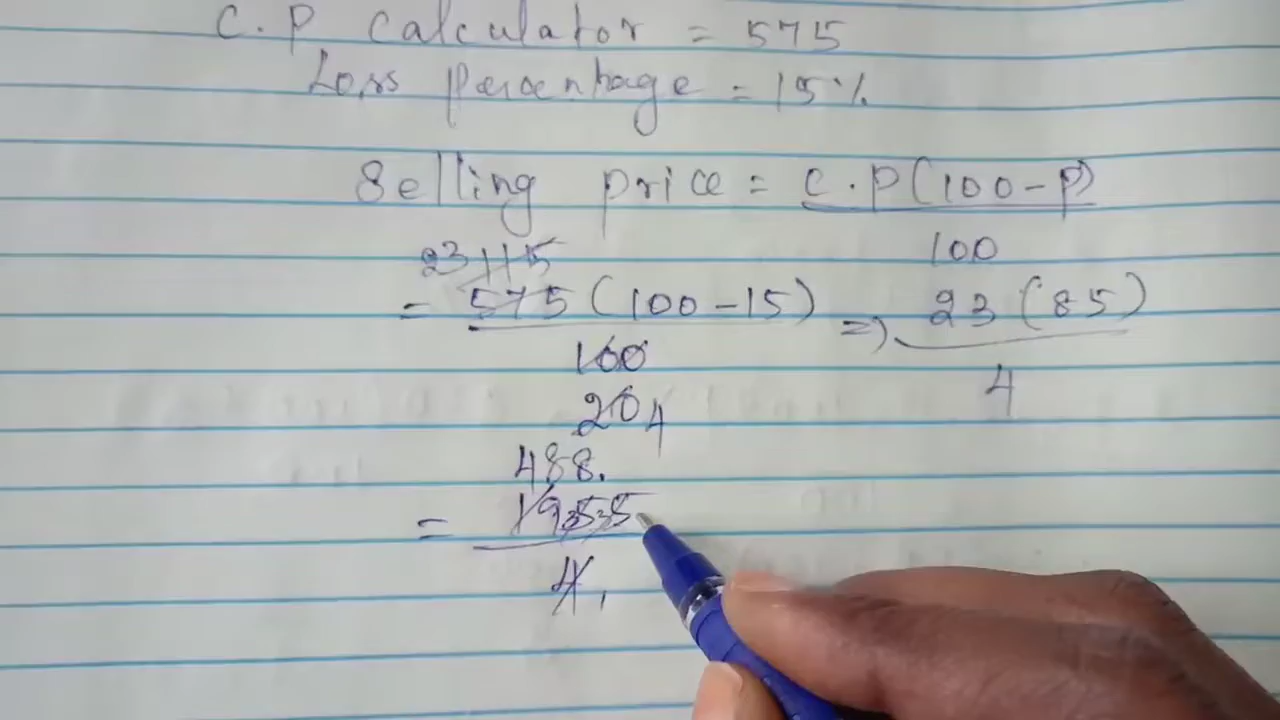 C.P Calculator = 575
Loss percentage = 15%
Selling price = C.P(100-P)
100
23 115
= 575 (100-15) => 23 (85)
100 4
20 4
488.
= 1955
4 1